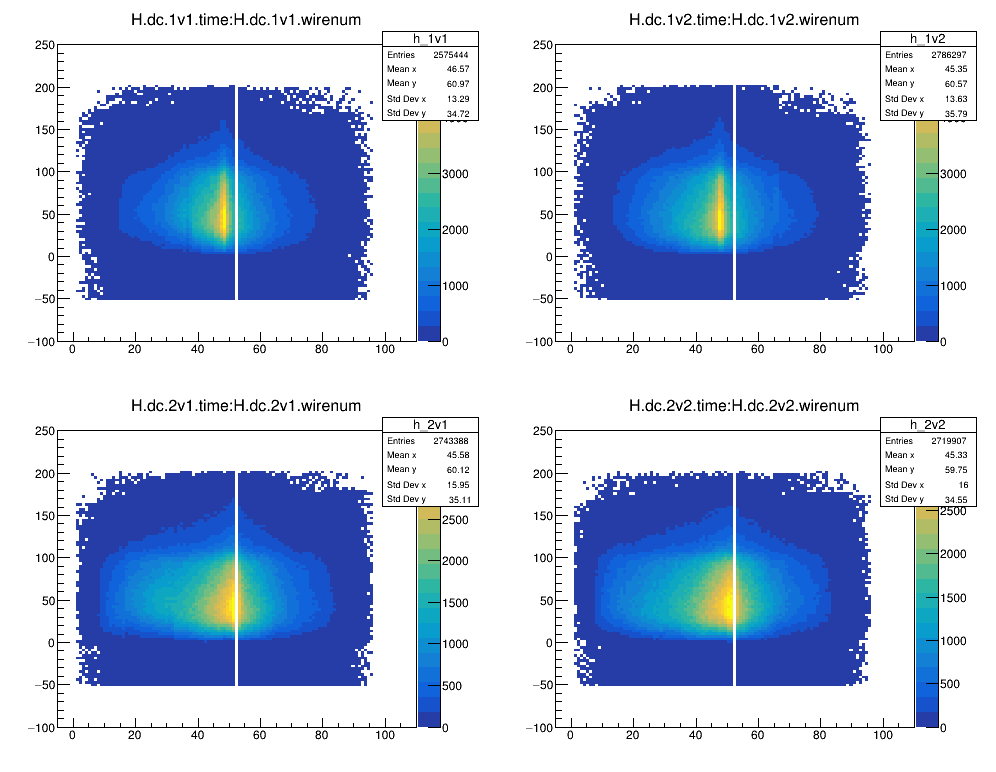 H.dc.1v1.time:H.dc.1v1.wirenum
h_1v1
Entries 2575444
Mean x 46.57
Mean y 60.97
Std Dev x 13.29
Std Dev y 34.72
250
200
150
100
50
0
−50
−100
0 20 40 60 80 100
3000
2000
1000
0
H.dc.1v2.time:H.dc.1v2.wirenum
h_1v2
Entries 2786297
Mean x 45.35
Mean y 60.57
Std Dev x 13.63
Std Dev y 35.79
250
200
150
100
50
0
−50
−100
0 20 40 60 80 100
3000
2000
1000
0
H.dc.2v1.time:H.dc.2v1.wirenum
h_2v1
Entries 2743388
Mean x 45.58
Mean y 60.12
Std Dev x 15.95
Std Dev y 35.11
250
200
150
100
50
0
−50
−100
0 20 40 60 80 100
2500
2000
1500
1000
500
0
H.dc.2v2.time:H.dc.2v2.wirenum
h_2v2
Entries 2719907
Mean x 45.33
Mean y 59.75
Std Dev x 16
Std Dev y 34.55
250
200
150
100
50
0
−50
−100
0 20 40 60 80 100
2500
2000
1500
1000
500
0